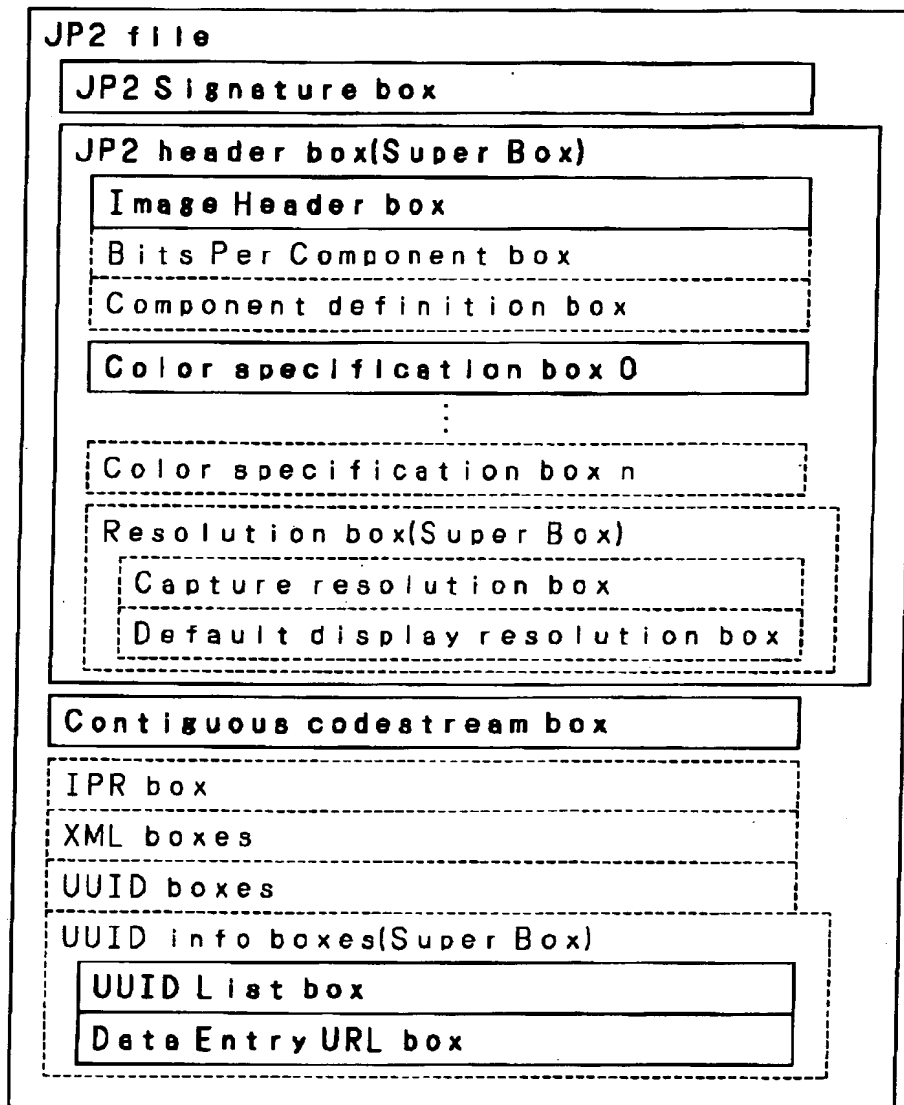 JP2 file
JP2 Signature box
JP2 header box(Super Box)
Image Header box
Bits Per Component box
Component definition box
Color specification box 0
⋮
Color specification box n
Resolution box(Super Box)
Capture resolution box
Default display resolution box
Contiguous codestream box
IPR box
XML boxes
UUID boxes
UUID info boxes(Super Box)
UUID List box
Data Entry URL box